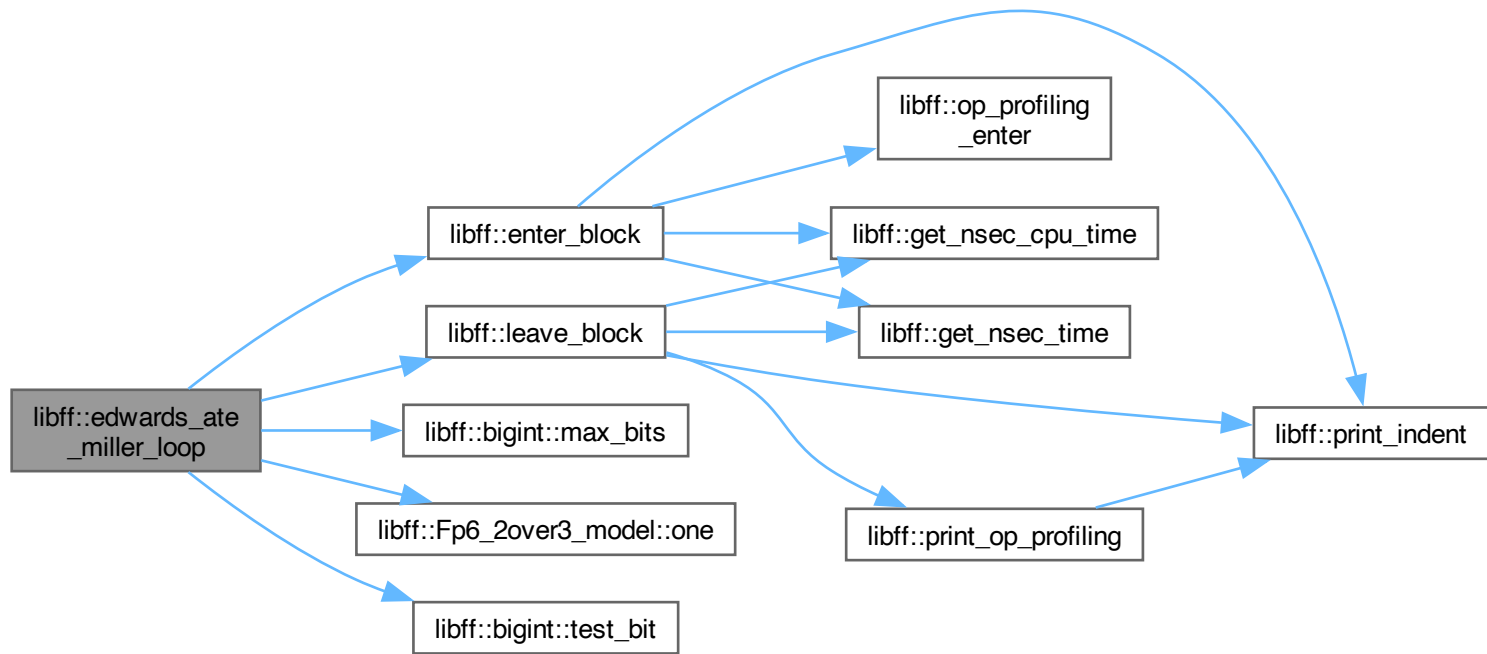 libff::op_profiling
_enter
libff::enter_block
libff::get_nsec_cpu_time
libff::leave_block
libff::get_nsec_time
libff::edwards_ate
_miller_loop
libff::bigint::max_bits
libff::print_indent
libff::Fp6_2over3_model::one
libff::print_op_profiling
libff::bigint::test_bit